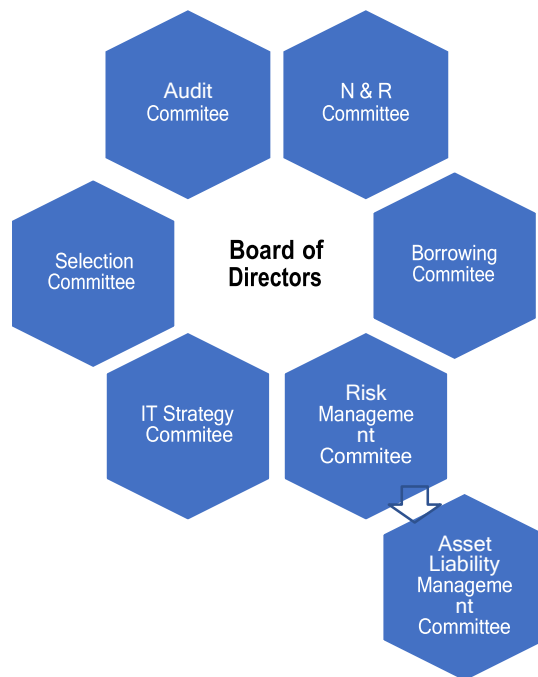 Audit
Commitee
N & R
Committee
Selection
Committee
Board of
Directors
Borrowing
Commitee
IT Strategy
Commitee
Risk
Manageme
nt
Commitee
Asset
Liability
Manageme
nt
Committee